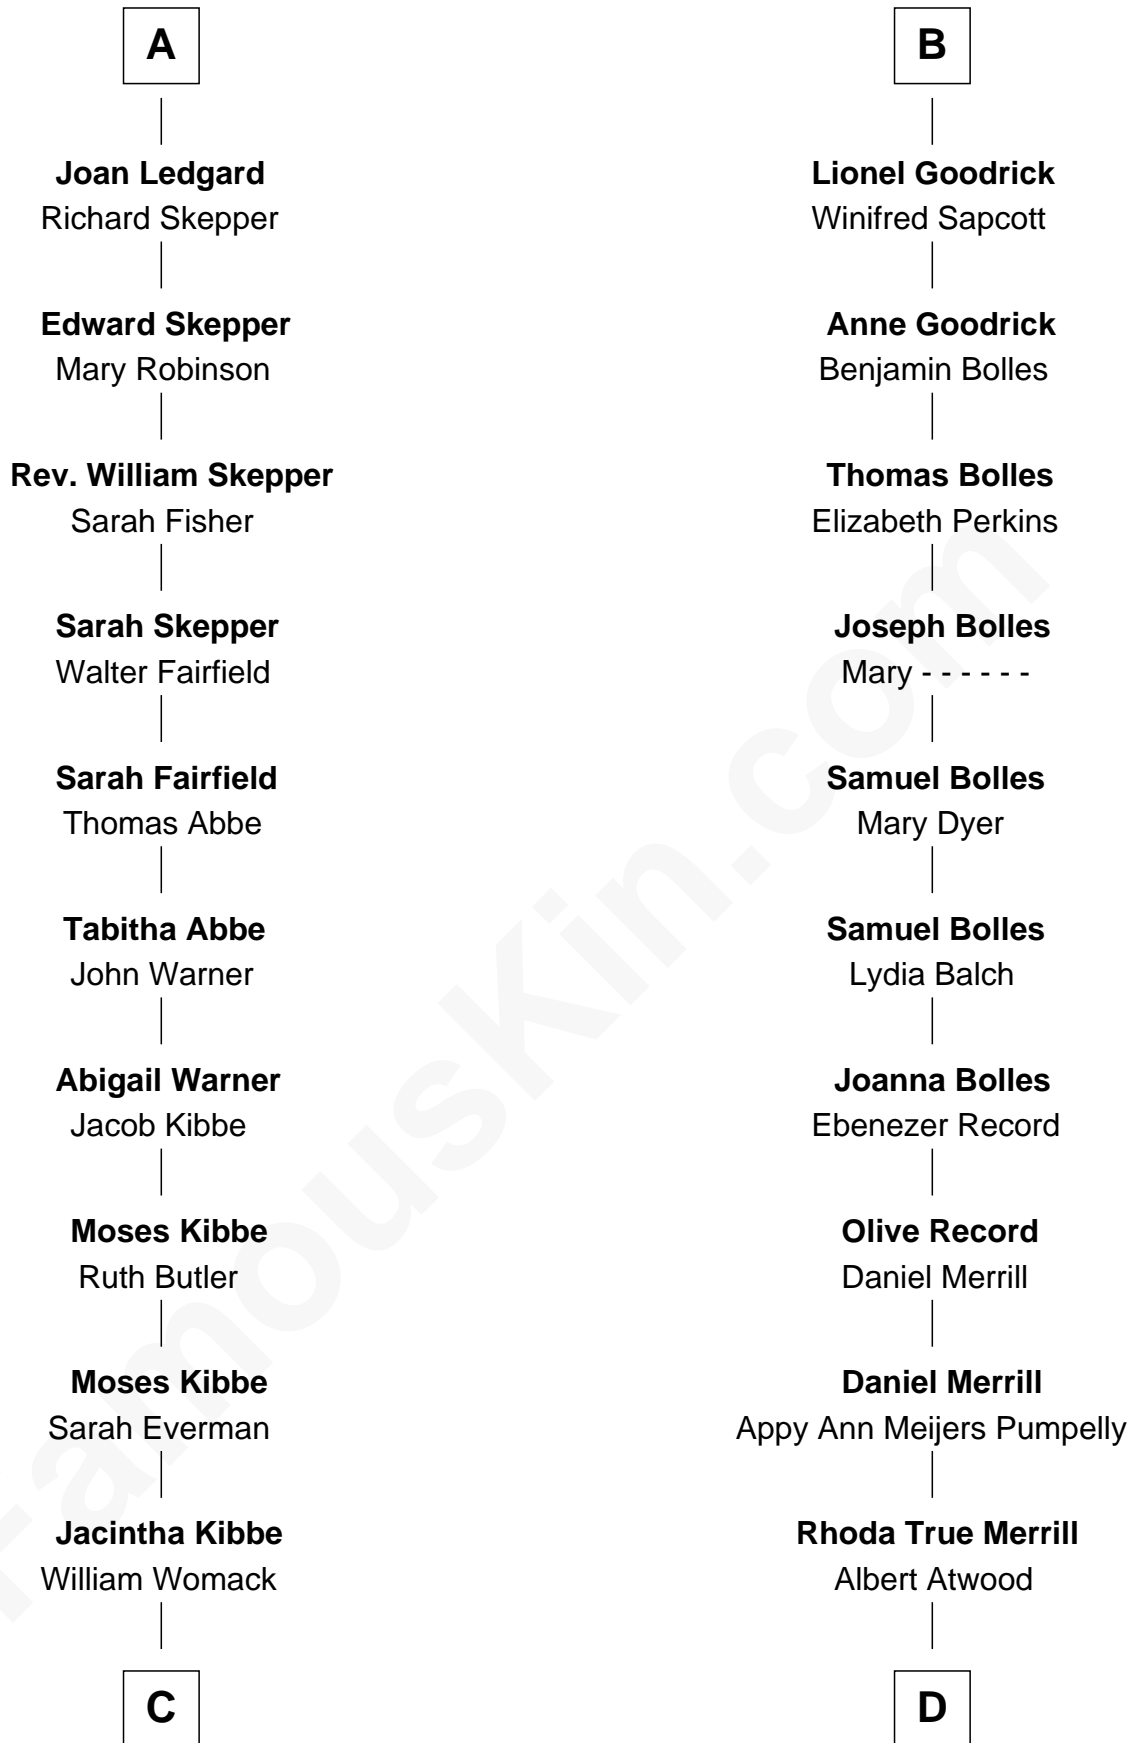 A
Joan Ledgard
Richard Skepper
Edward Skepper
Mary Robinson
Rev. William Skepper
Sarah Fisher
Sarah Skepper
Walter Fairfield
Sarah Fairfield
Thomas Abbe
Tabitha Abbe
John Warner
Abigail Warner
Jacob Kibbe
Moses Kibbe
Ruth Butler
Moses Kibbe
Sarah Everman
Jacintha Kibbe
William Womack
C
B
Lionel Goodrick
Winifred Sapcott
Anne Goodrick
Benjamin Bolles
Thomas Bolles
Elizabeth Perkins
Joseph Bolles
Mary - - - - - -
Samuel Bolles
Mary Dyer
Samuel Bolles
Lydia Balch
Joanna Bolles
Ebenezer Record
Olive Record
Daniel Merrill
Daniel Merrill
Appy Ann Meijers Pumpelly
Rhoda True Merrill
Albert Atwood
D
FamousKin.com